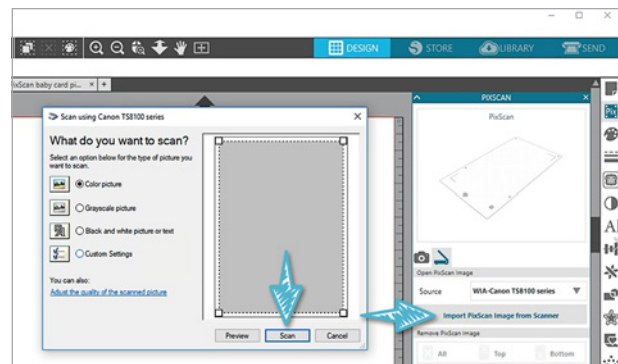 DESIGN
STORE
LIBRARY
SEND
PixScan baby card pi...
Scan using Canon TS8100 series
What do you want to scan?
Select an option below for the type of picture you
want to scan.
Color picture
Grayscale picture
Black and white picture or text
Custom Settings
You can also:
Adjust the quality of the scanned picture
Preview
Scan
Cancel
PIXSCAN
PixScan
Open PixScan Image
Source
WIA-Canon TS8100 series
Import PixScan Image from Scanner
Remove PixScan Image
All
Top
Bottom
Pix